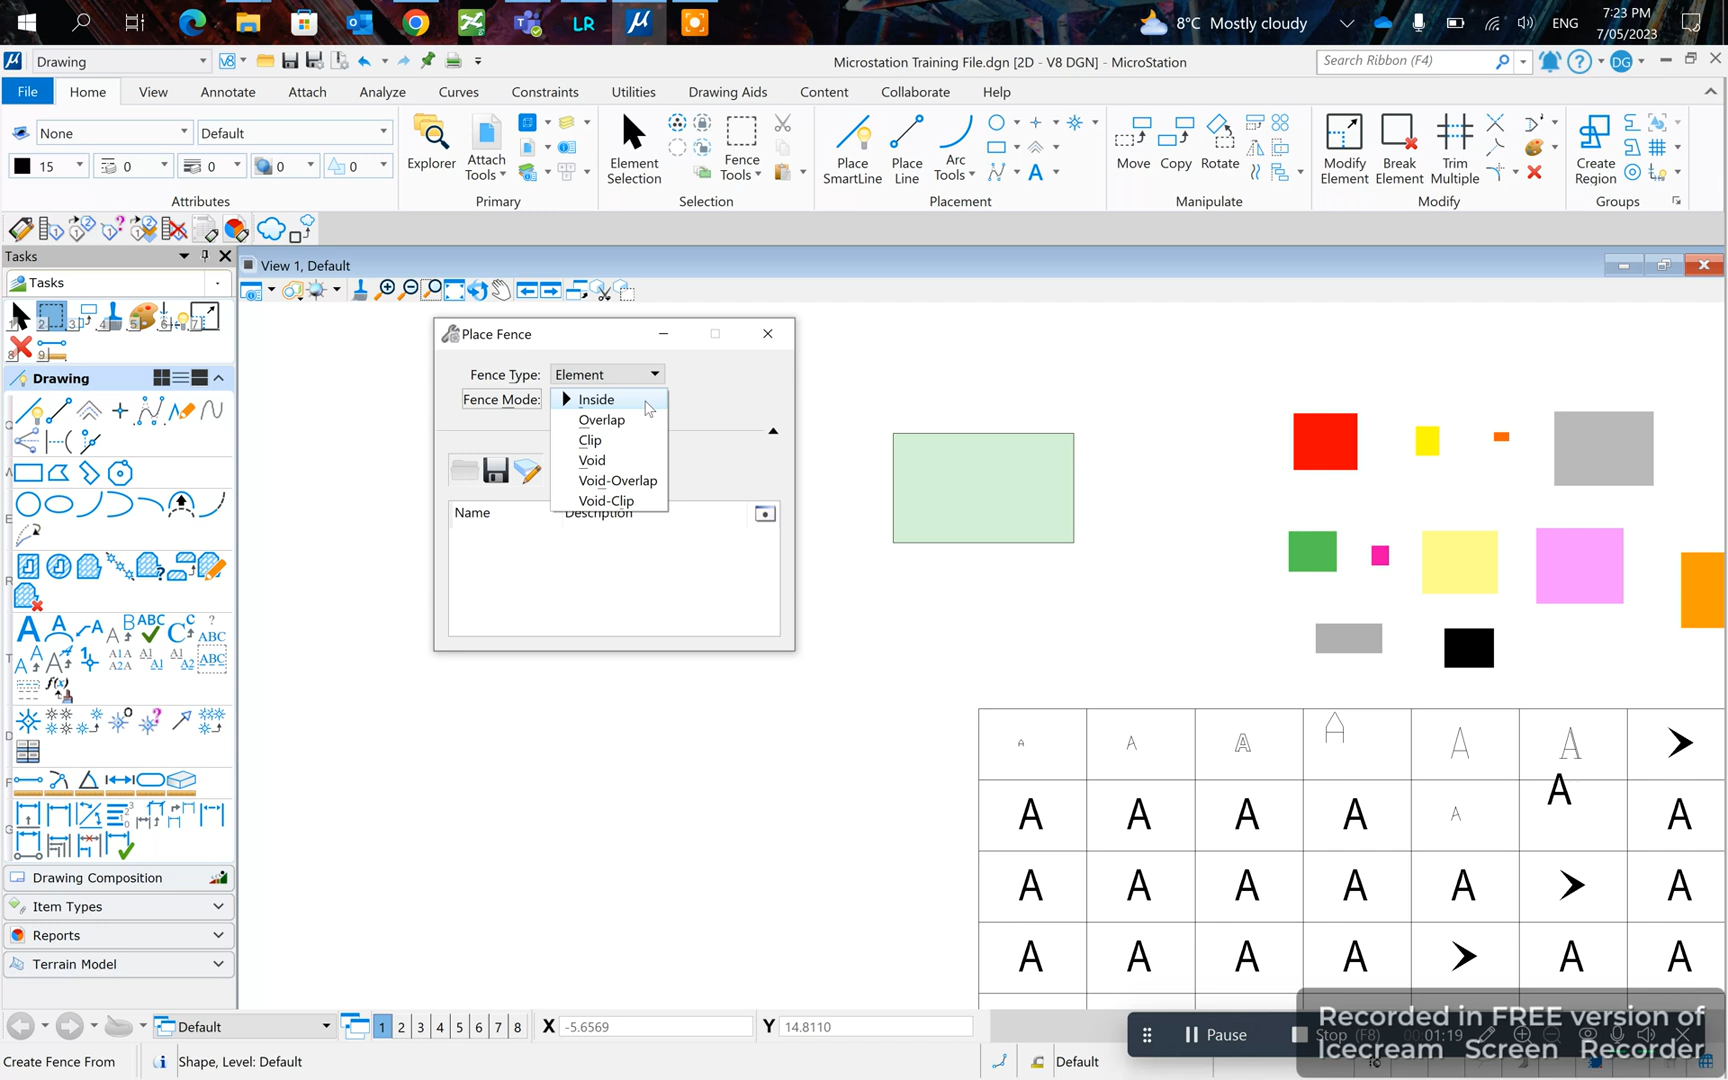 8°C Mostly cloudy
ENG
7:23 PM
7/05/2023
Drawing
V8
Microstation Training File.dgn [2D - V8 DGN] - MicroStation
Search Ribbon (F4)
DG
File
Home
View
Annotate
Attach
Analyze
Curves
Constraints
Utilities
Drawing Aids
Content
Collaborate
Help
None
Default
15
0
0
0
0
Attributes
Explorer
Attach Tools
Primary
Element Selection
Fence Tools
Selection
Place SmartLine
Place Line
Arc Tools
Placement
Move
Copy
Rotate
Manipulate
Modify Element
Break Element
Trim Multiple
Modify
Create Region
Groups
Tasks
Tasks
View 1, Default
Place Fence
Fence Type:
Element
Fence Mode:
Inside
Overlap
Clip
Void
Void-Overlap
Void-Clip
Name
Description
Drawing
Drawing Composition
Item Types
Reports
Terrain Model
A A A A A A
A A A A A A A
A A A A A A
A A A A A A
Default
1 2 3 4 5 6 7 8
X -5.6569
Y 14.8110
Pause
Stop (F8)
01:19
Recorded in FREE version of
Icecream Screen Recorder
Create Fence From
Shape, Level: Default
Default